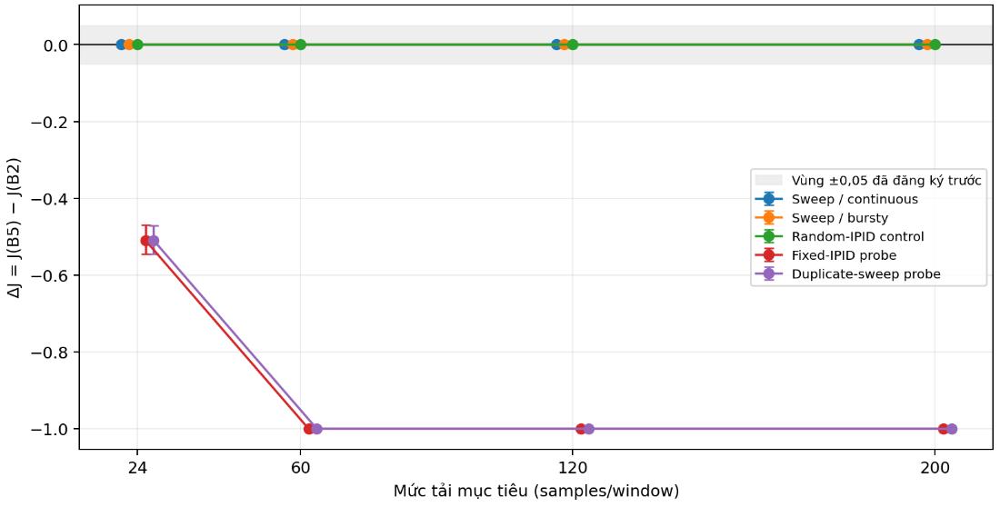 0.0
−0.2
−0.4
−0.6
−0.8
−1.0
ΔJ = J(B5) − J(B2)
Vùng ±0,05 đã đăng ký trước
Sweep / continuous
Sweep / bursty
Random-IPID control
Fixed-IPID probe
Duplicate-sweep probe
24
60
120
200
Mức tải mục tiêu (samples/window)